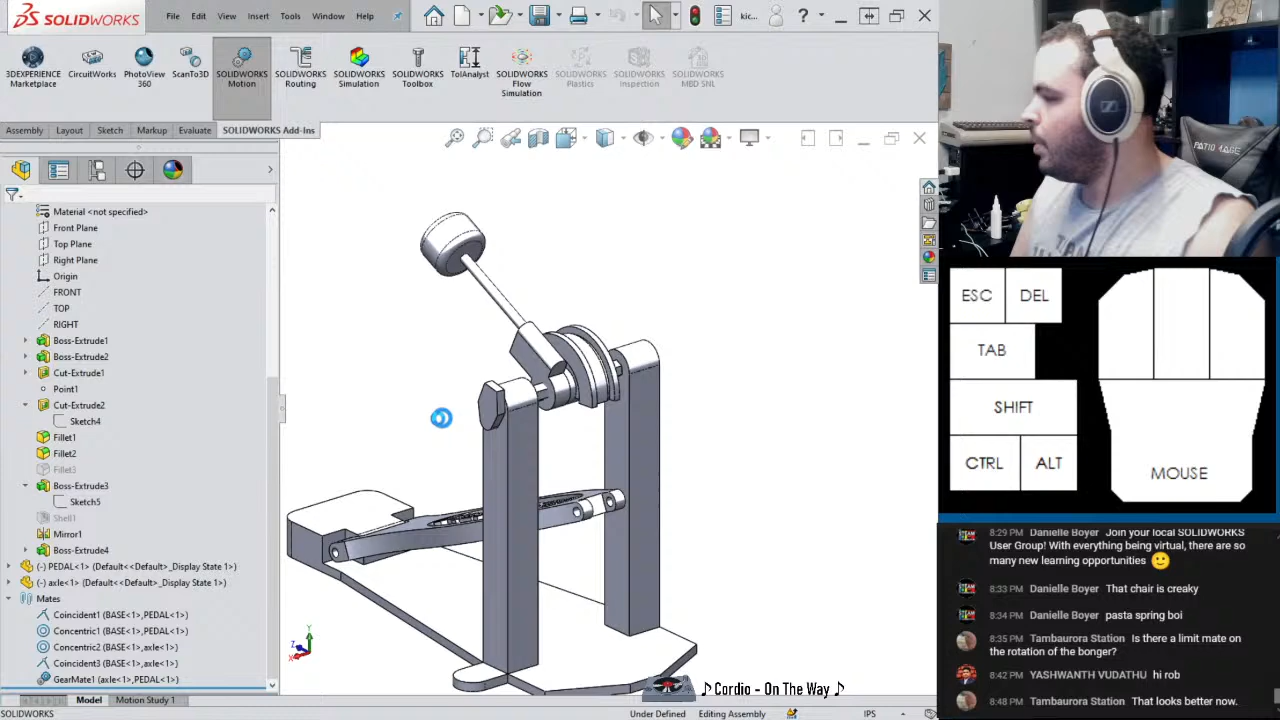 SOLIDWORKS
File
Edit
View
Insert
Tools
Window
Help
kic...
?
3DEXPERIENCE
Marketplace
CircuitWorks
PhotoView
360
ScanTo3D
SOLIDWORKS
Motion
SOLIDWORKS
Routing
SOLIDWORKS
Simulation
SOLIDWORKS
Toolbox
TolAnalyst
SOLIDWORKS
Flow
Simulation
SOLIDWORKS
Plastics
SOLIDWORKS
Inspection
SOLIDWORKS
MBD SNL
Assembly
Layout
Sketch
Markup
Evaluate
SOLIDWORKS Add-Ins
Material <not specified>
Front Plane
Top Plane
Right Plane
Origin
FRONT
TOP
RIGHT
Boss-Extrude1
Boss-Extrude2
Cut-Extrude1
Point1
Cut-Extrude2
Sketch4
Fillet1
Fillet2
Fillet3
Boss-Extrude3
Sketch5
Shell1
Mirror1
Boss-Extrude4
(-) PEDAL<1> (Default<<Default>_Display State 1>)
(-) axle<1> (Default<<Default>_Display State 1>)
Mates
Coincident1 (BASE<1>,PEDAL<1>)
Concentric1 (BASE<1>,PEDAL<1>)
Concentric2 (BASE<1>,axle<1>)
Coincident3 (BASE<1>,axle<1>)
GearMate1 (axle<1>,PEDAL<1>)
Y
Z
X
Model
Motion Study 1
♪ Cordio - On The Way ♪
SOLIDWORKS
Under Defined
Editing Assembly
IPS
ESC
DEL
TAB
SHIFT
CTRL
ALT
MOUSE
8:29 PM Danielle Boyer Join your local SOLIDWORKS
User Group! With everything being virtual, there are so
many new learning opportunities 🙂
8:33 PM Danielle Boyer That chair is creaky
8:34 PM Danielle Boyer pasta spring boi
8:35 PM Tambaurora Station Is there a limit mate on
the rotation of the bonger?
8:42 PM YASHWANTH VUDATHU hi rob
8:48 PM Tambaurora Station That looks better now.